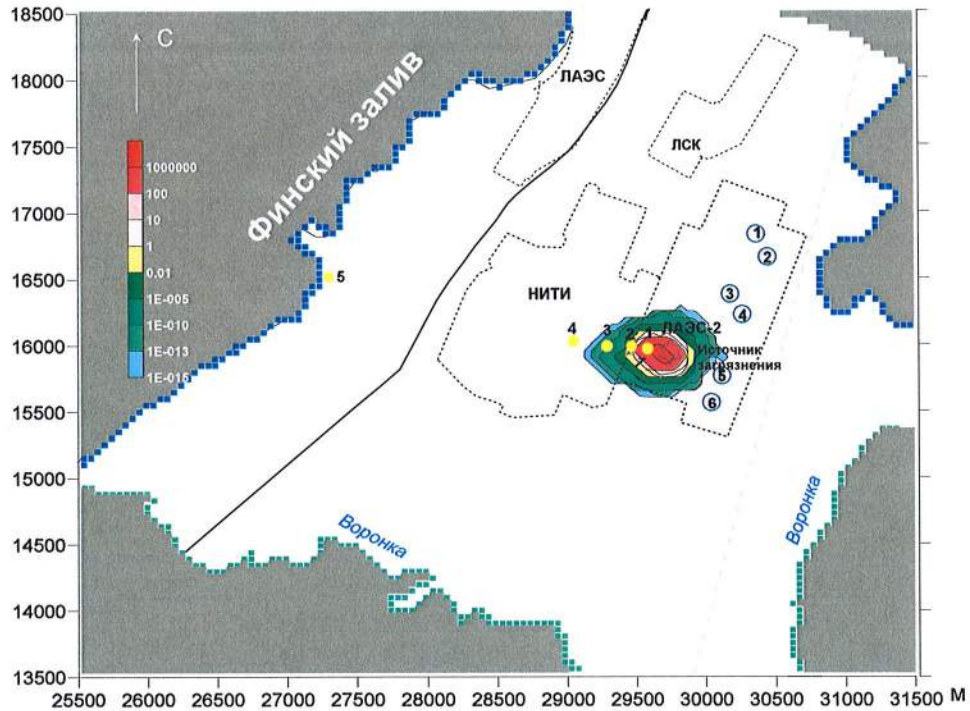 18500
18000
17500
17000
16500
16000
15500
15000
14500
14000
13500
С
1000000
100
10
1
0.01
1E-005
1E-010
1E-013
1E-015
Финский залив
ЛАЭС
ЛСК
НИТИ
ЛАЭС-2
Источник
загрязнения
1
2
3
4
5
6
5
4
3
2
1
Воронка
Воронка
25500 26000 26500 27000 27500 28000 28500 29000 29500 30000 30500 31000 31500 М